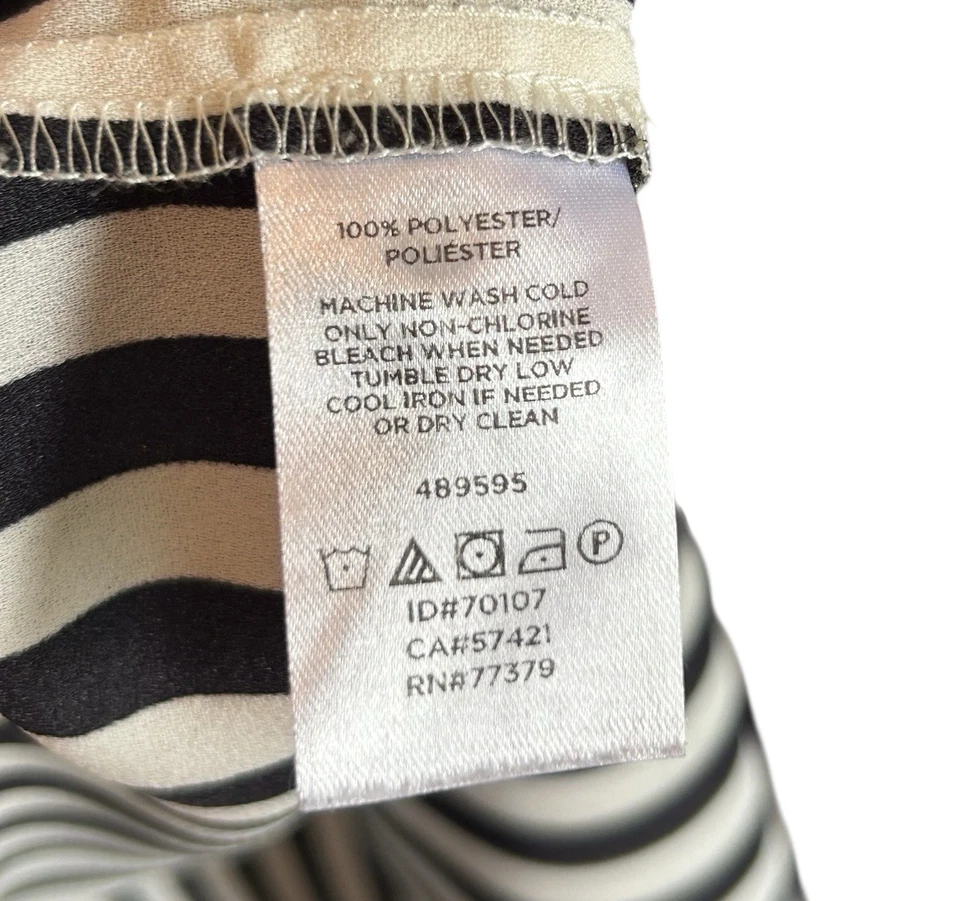 100% POLYESTER/
POLIÉSTER
MACHINE WASH COLD
ONLY NON-CHLORINE
BLEACH WHEN NEEDED
TUMBLE DRY LOW
COOL IRON IF NEEDED
OR DRY CLEAN
489595
P
ID#70107
CA#57421
RN#77379